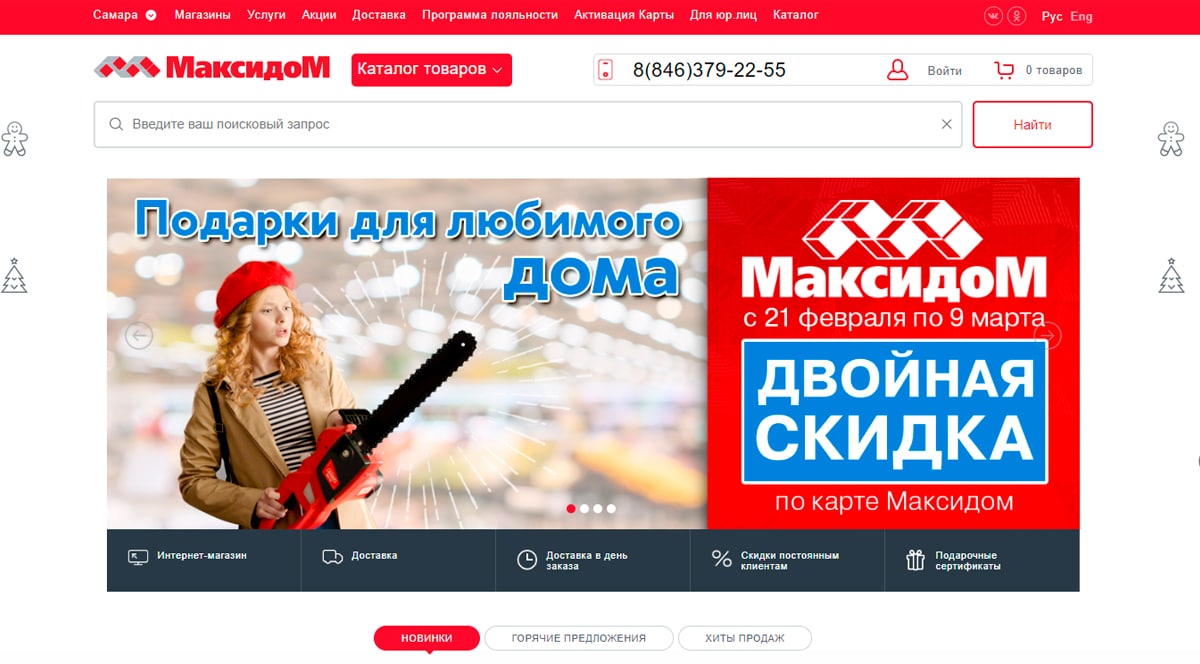 Самара Магазины Услуги Акции Доставка Программа лояльности Активация Карты Для юр.лиц Каталог Рус Eng
МаксидоМ Каталог товаров 8(846)379-22-55 Войти 0 товаров
Введите ваш поисковый запрос Найти
Подарки для любимого
дома
МаксидоМ
с 21 февраля по 9 марта
ДВОЙНАЯ
СКИДКА
по карте Максидом
Интернет-магазин
Доставка
Доставка в день
заказа
Скидки постоянным
клиентам
Подарочные
сертификаты
НОВИНКИ ГОРЯЧИЕ ПРЕДЛОЖЕНИЯ ХИТЫ ПРОДАЖ